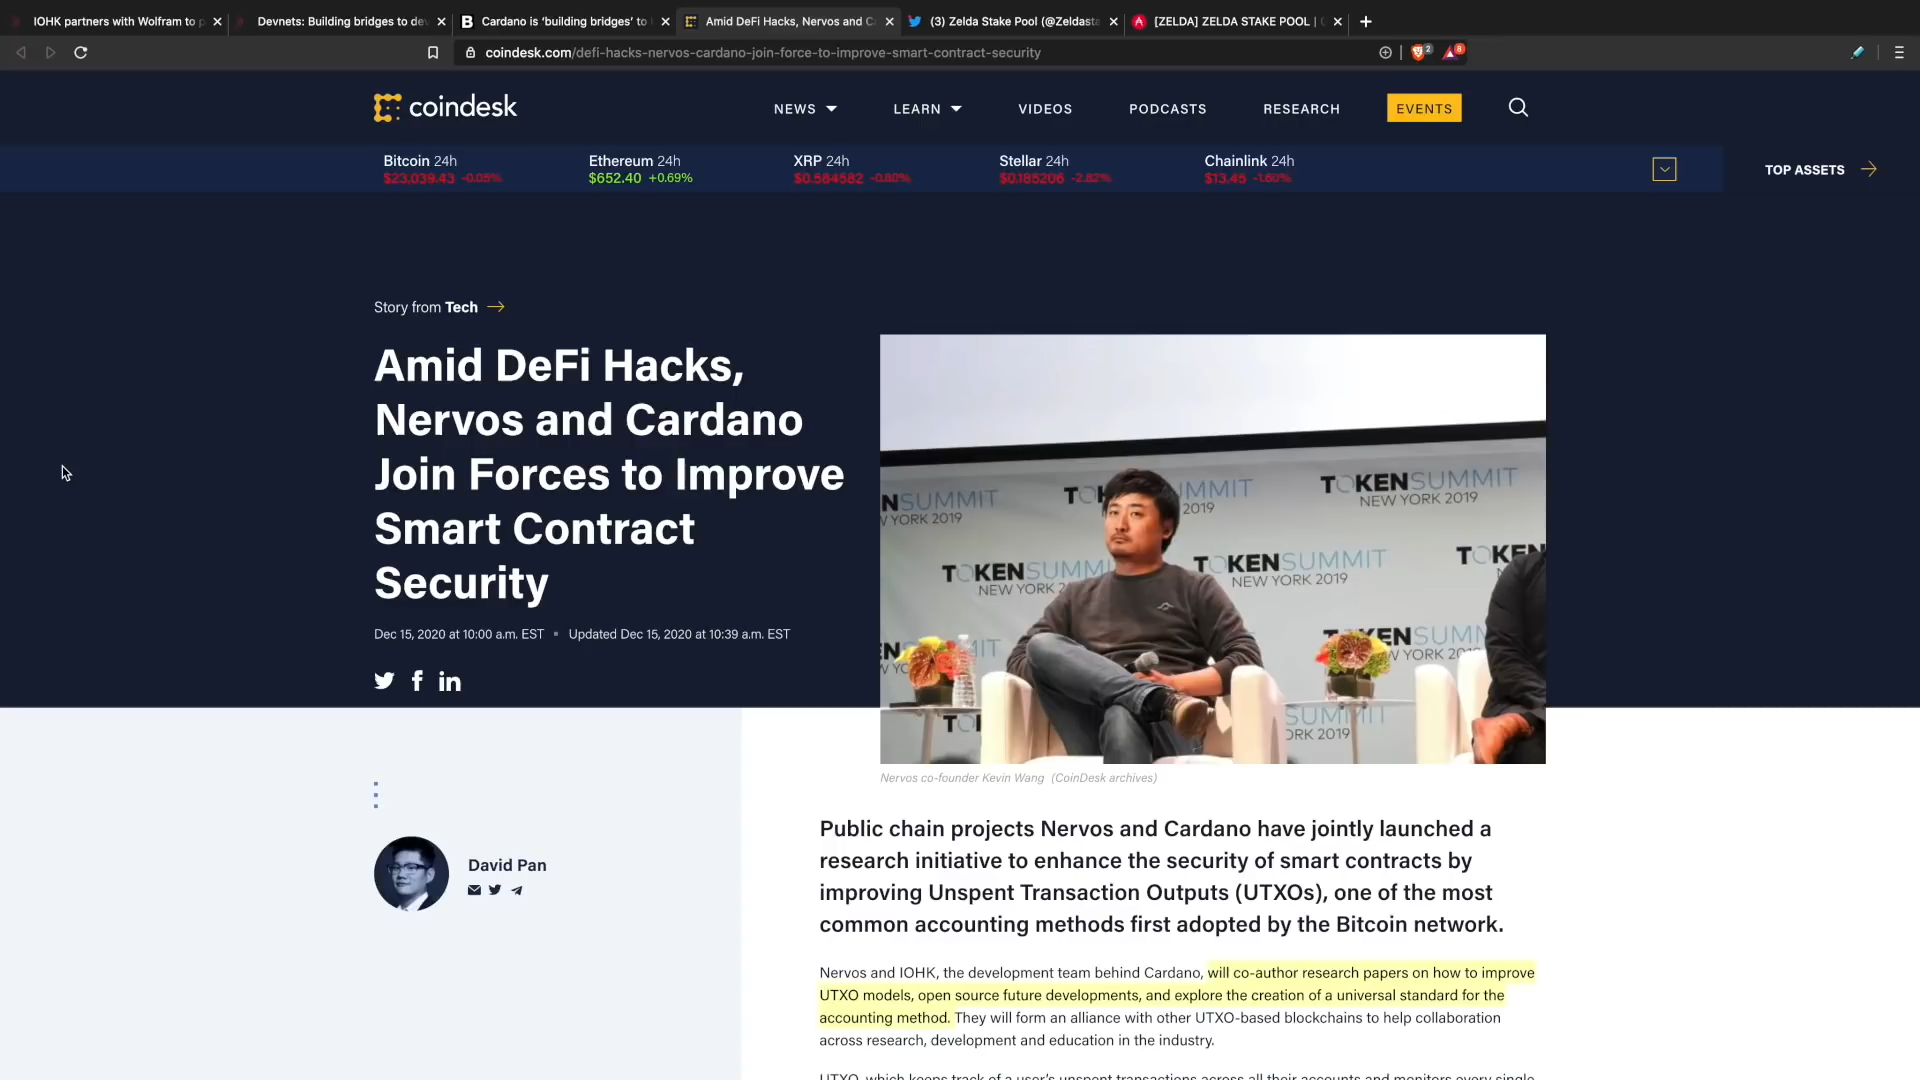 IOHK partners with Wolfram to p
Devnets: Building bridges to de
B Cardano is ‘building bridges’ to
Amid DeFi Hacks, Nervos and C
(3) Zelda Stake Pool (@Zeldasta
[ZELDA] ZELDA STAKE POOL |
coindesk.com/defi-hacks-nervos-cardano-join-force-to-improve-smart-contract-security
2
8
coindesk
NEWS
LEARN
VIDEOS
PODCASTS
RESEARCH
EVENTS
Bitcoin 24h
$23,039.43 -0.05%
Ethereum 24h
$652.40 +0.69%
XRP 24h
$0.564582 -0.80%
Stellar 24h
$0.185206 -2.82%
Chainlink 24h
$13.45 -1.60%
TOP ASSETS
Story from Tech
Amid DeFi Hacks,
Nervos and Cardano
Join Forces to Improve
Smart Contract
Security
Dec 15, 2020 at 10:00 a.m. EST
Updated Dec 15, 2020 at 10:39 a.m. EST
TOKENSUMMIT
NEW YORK 2019
TOKENSUMMIT
NEW YORK 2019
Nervos co-founder Kevin Wang (CoinDesk archives)
David Pan
Public chain projects Nervos and Cardano have jointly launched a
research initiative to enhance the security of smart contracts by
improving Unspent Transaction Outputs (UTXOs), one of the most
common accounting methods first adopted by the Bitcoin network.
Nervos and IOHK, the development team behind Cardano, will co-author research papers on how to improve
UTXO models, open source future developments, and explore the creation of a universal standard for the
accounting method. They will form an alliance with other UTXO-based blockchains to help collaboration
across research, development and education in the industry.
UTXO, which keeps track of a user's unspent transactions across all their accounts and monitors every single